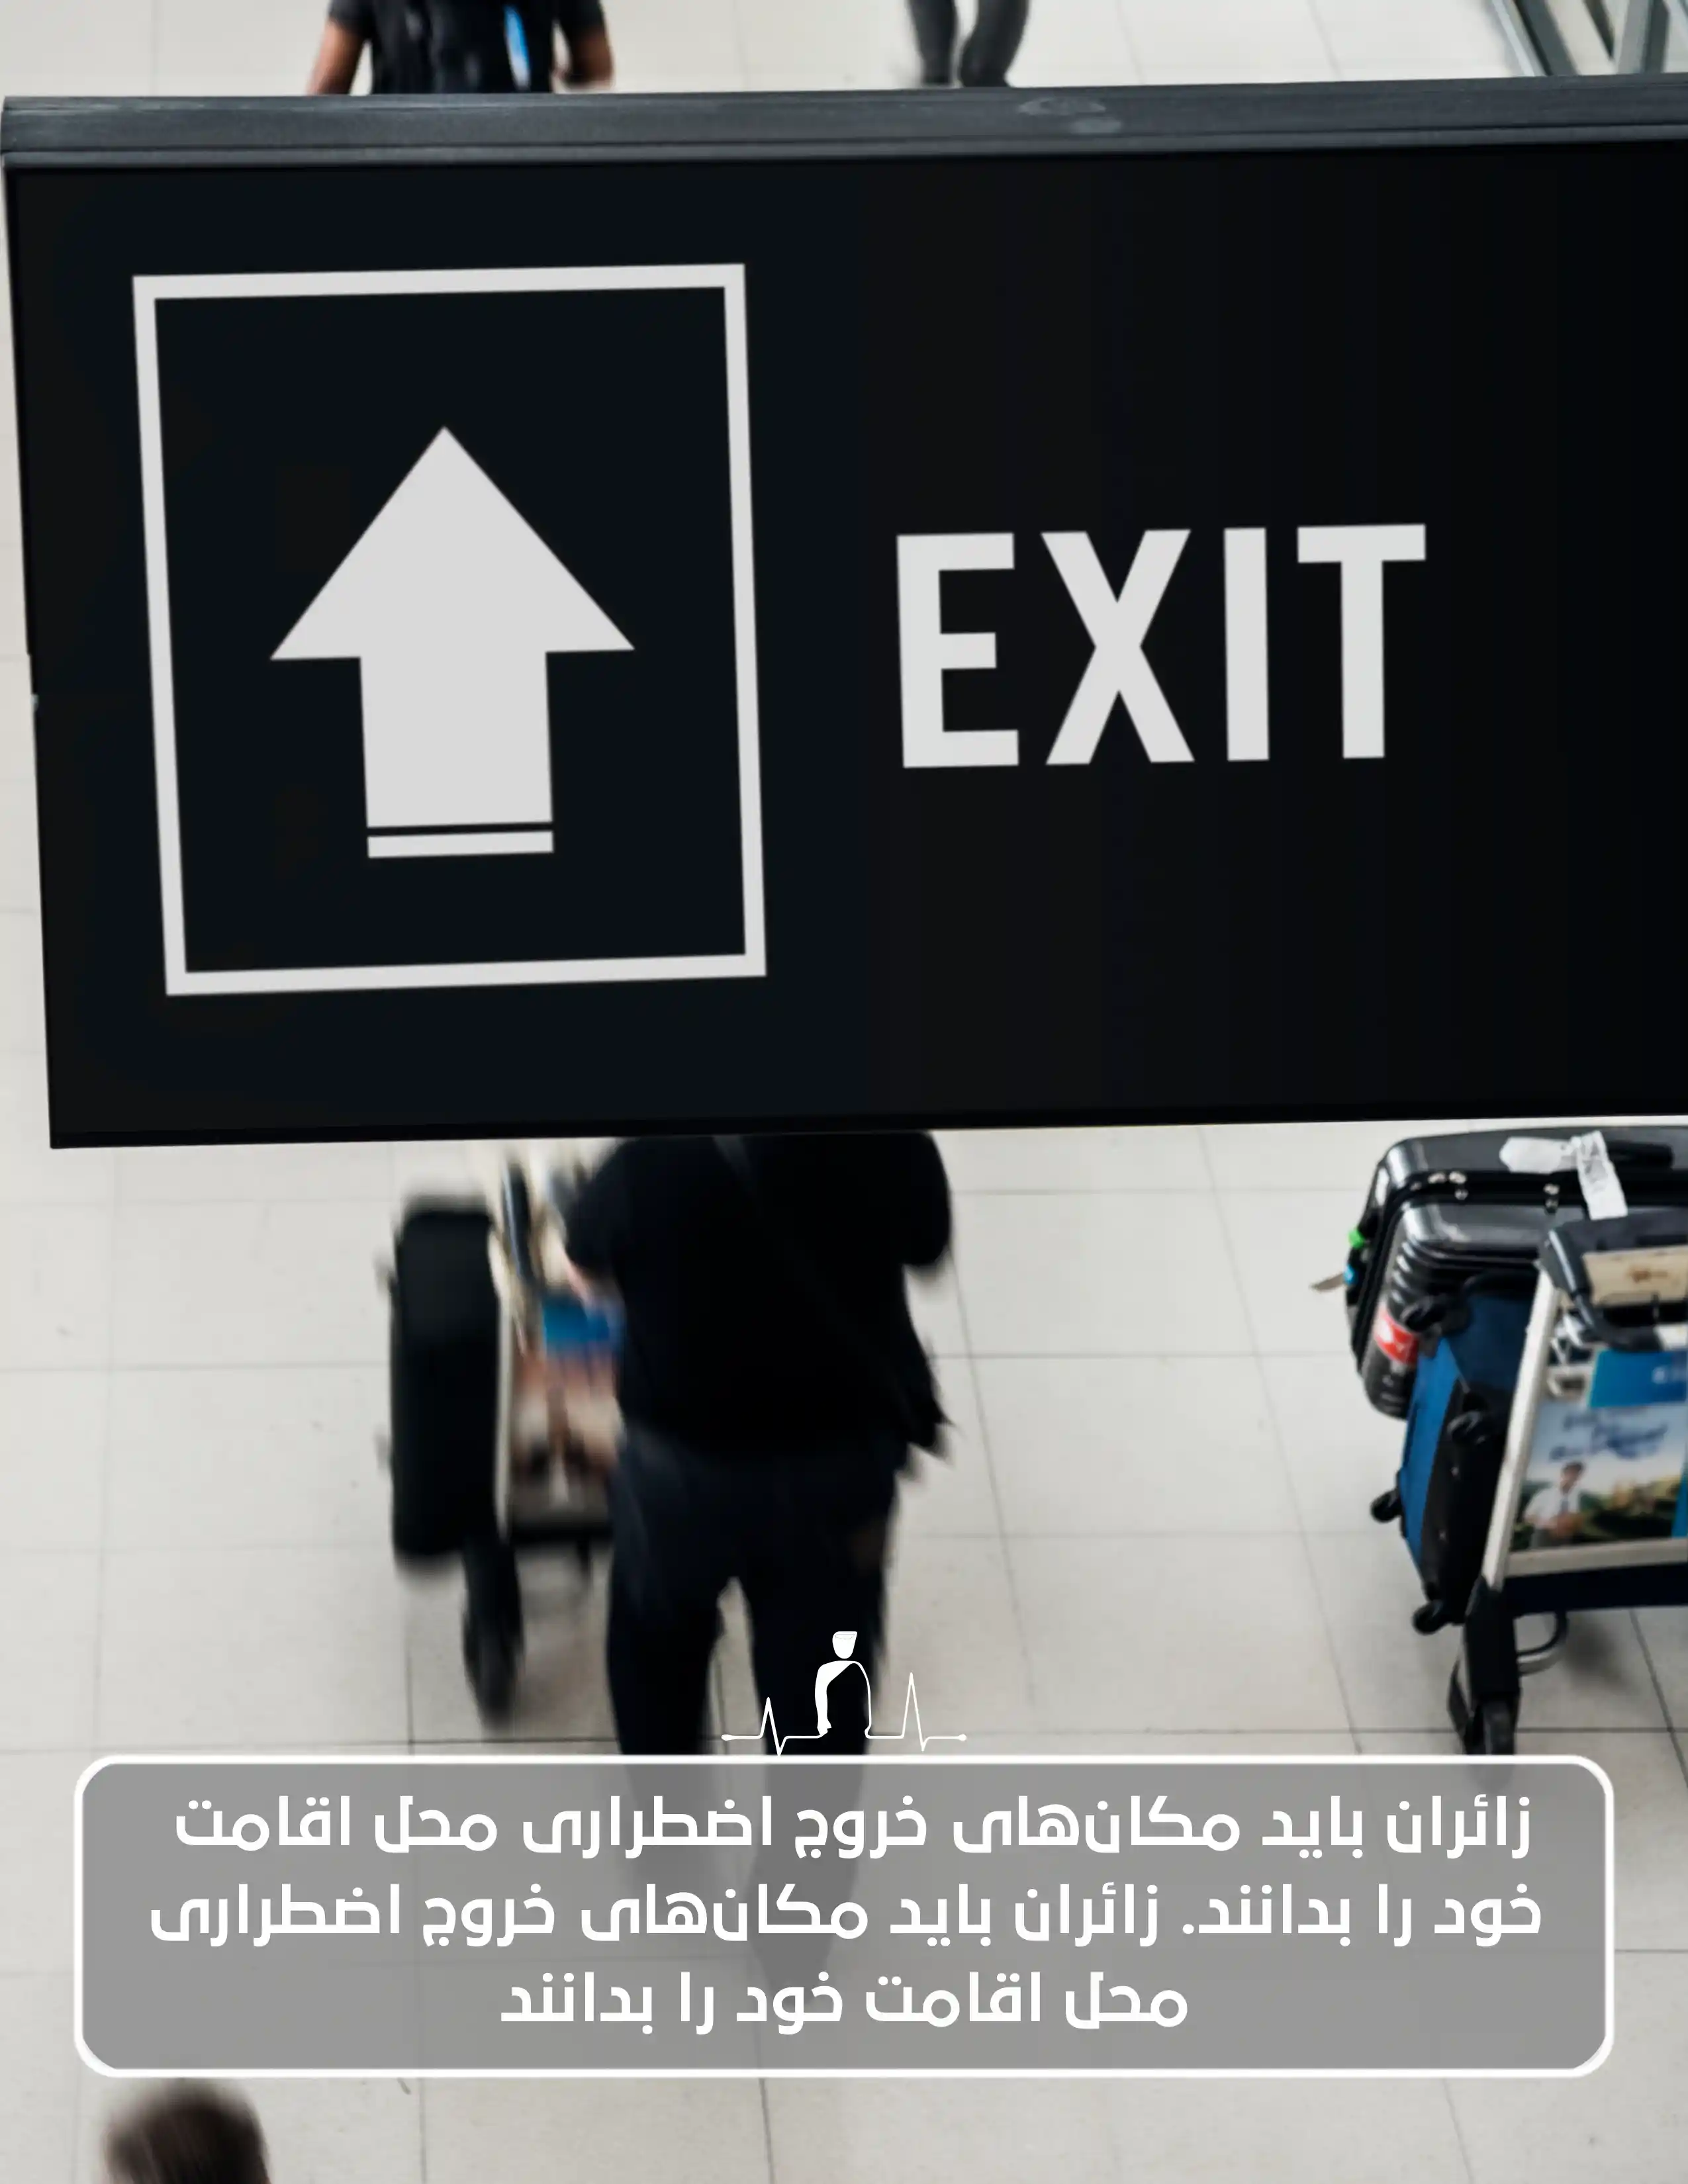 EXIT
زائران باید مکان‌های خروج اضطراری محل اقامت
خود را بدانند. زائران باید مکان‌های خروج اضطراری
محل اقامت خود را بدانند